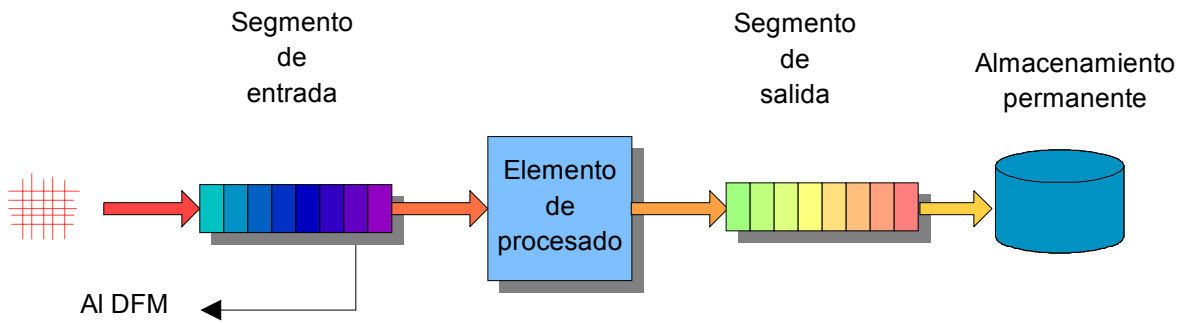 Segmento
de
entrada
Segmento
de
salida
Almacenamiento
permanente
Elemento
de
procesado
Al DFM